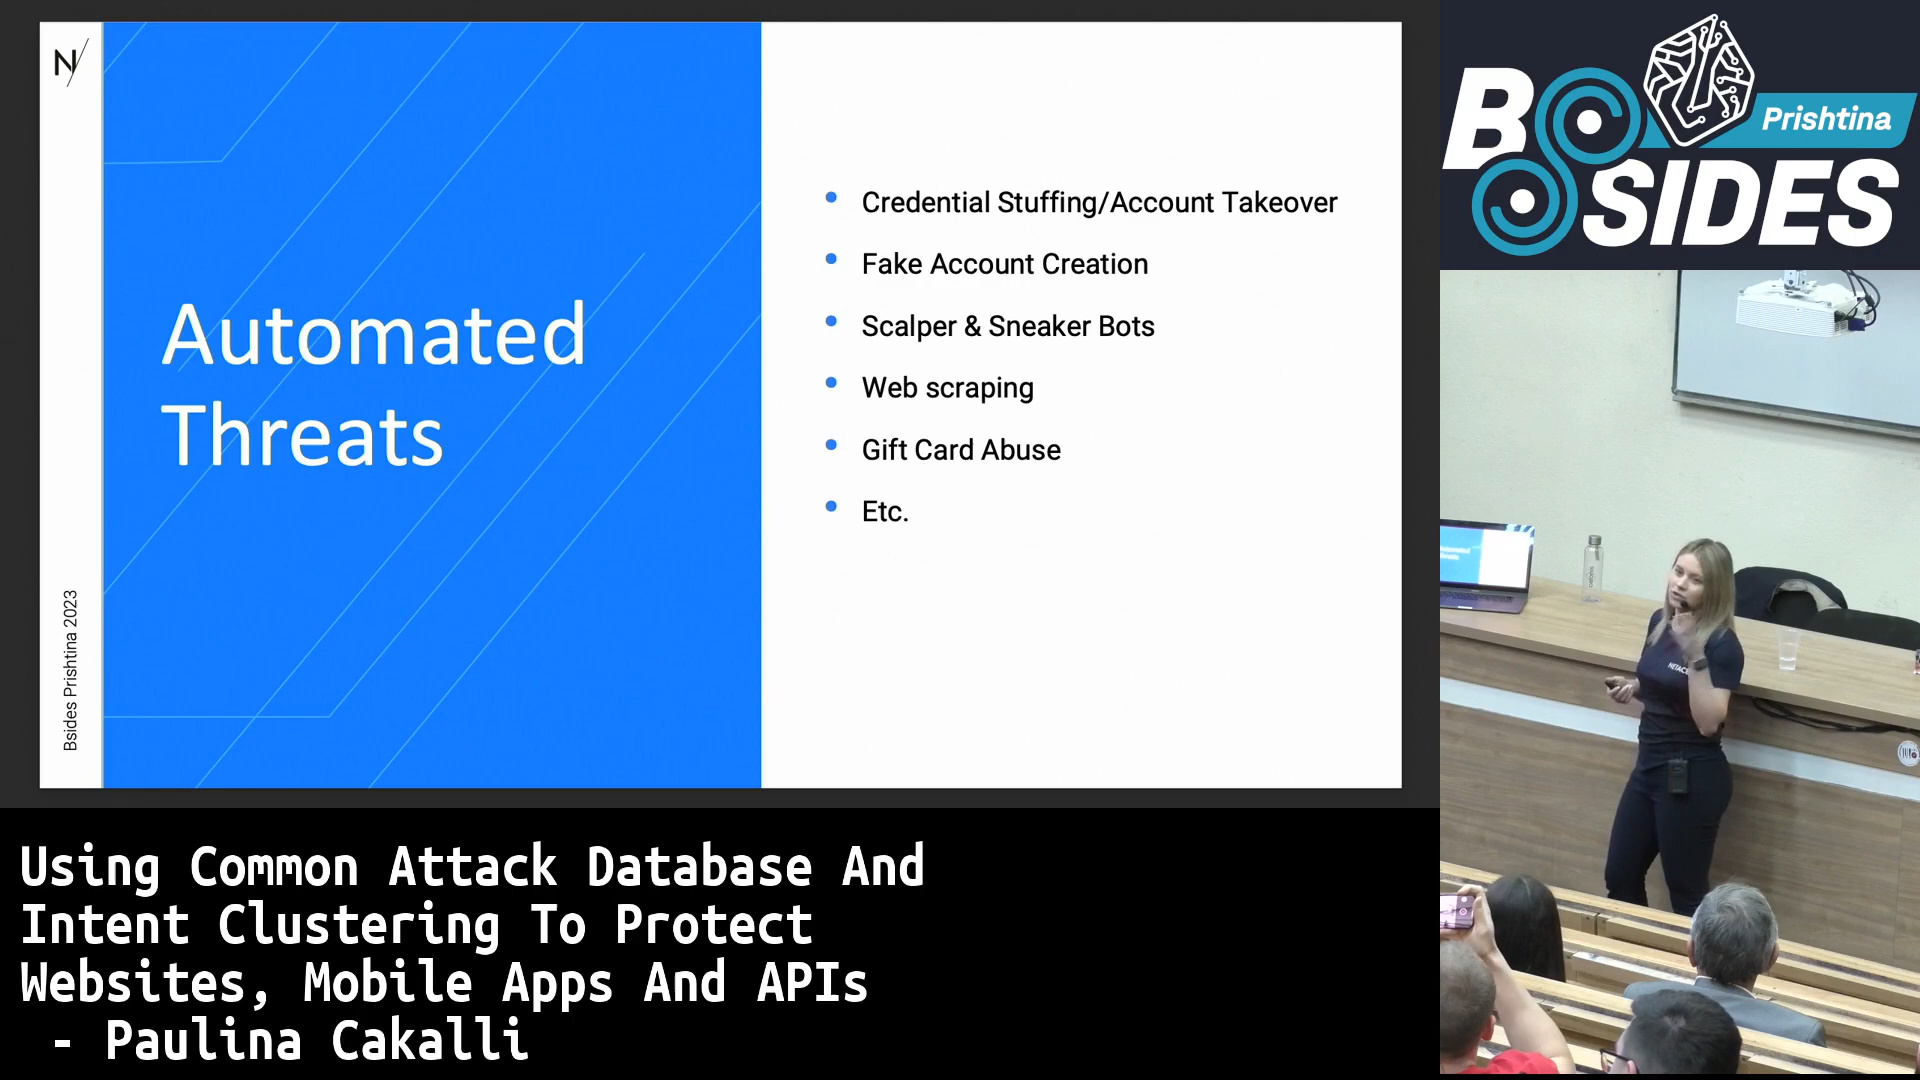 N/
Bsides Prishtina 2023
Automated
Threats
Credential Stuffing/Account Takeover
Fake Account Creation
Scalper & Sneaker Bots
Web scraping
Gift Card Abuse
Etc.
BSIDES
Prishtina
Using Common Attack Database And
Intent Clustering To Protect
Websites, Mobile Apps And APIs
- Paulina Cakalli